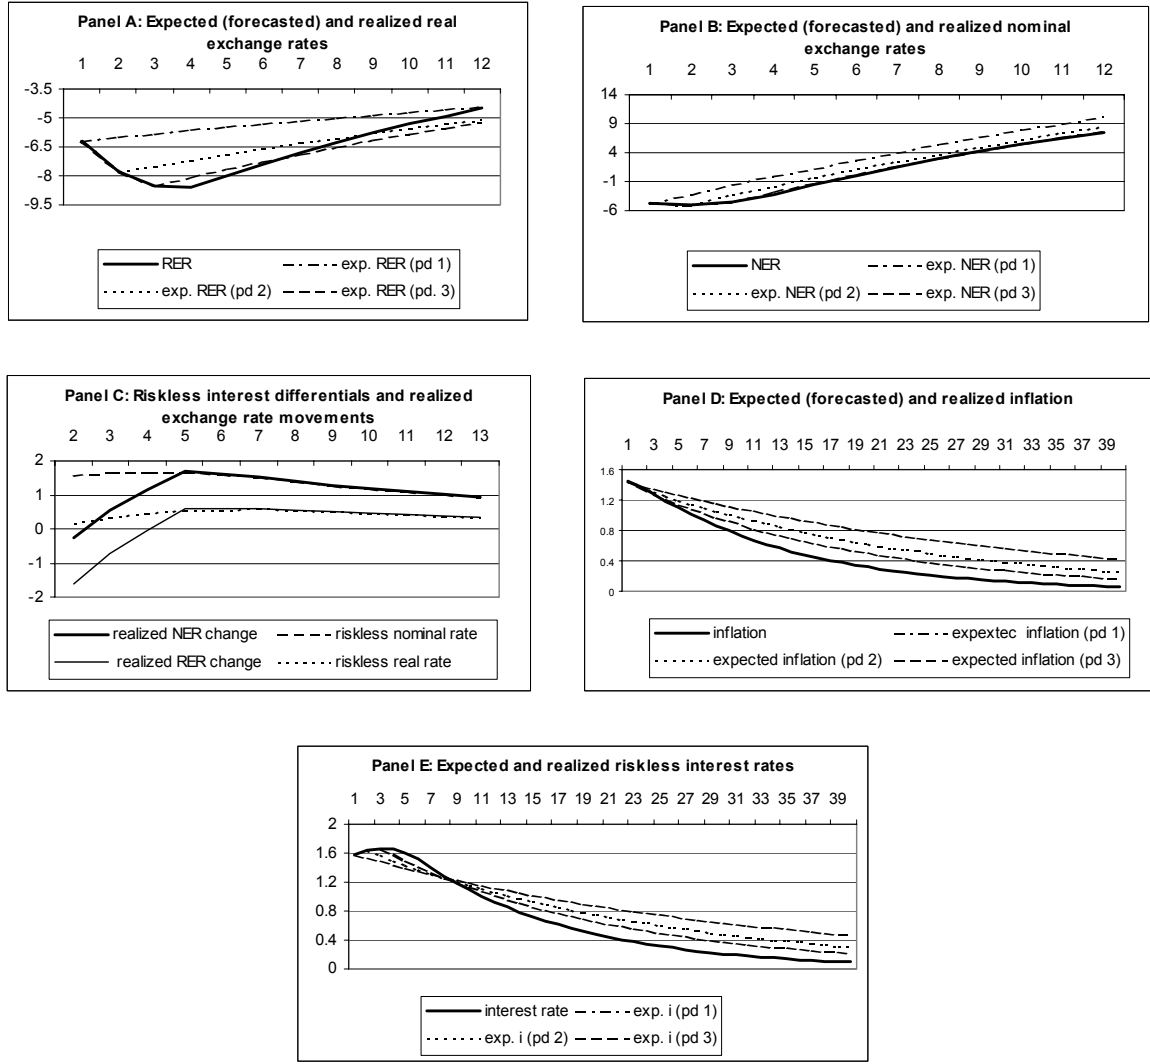 Panel A: Expected (forecasted) and realized real
exchange rates
1 2 3 4 5 6 7 8 9 10 11 12
-3.5
-5
-6.5
-8
-9.5
RER
exp. RER (pd 1)
exp. RER (pd 2)
exp. RER (pd. 3)
Panel B: Expected (forecasted) and realized nominal
exchange rates
1 2 3 4 5 6 7 8 9 10 11 12
14
9
4
-1
-6
NER
exp. NER (pd 1)
exp. NER (pd 2)
exp. NER (pd 3)
Panel C: Riskless interest differentials and realized
exchange rate movements
2 3 4 5 6 7 8 9 10 11 12 13
2
1
0
-1
-2
realized NER change
riskless nominal rate
realized RER change
riskless real rate
Panel D: Expected (forecasted) and realized inflation
1 3 5 7 9 11 13 15 17 19 21 23 25 27 29 31 33 35 37 39
1.6
1.2
0.8
0.4
0
inflation
expextec inflation (pd 1)
expected inflation (pd 2)
expected inflation (pd 3)
Panel E: Expected and realized riskless interest rates
1 3 5 7 9 11 13 15 17 19 21 23 25 27 29 31 33 35 37 39
2
1.6
1.2
0.8
0.4
0
interest rate
exp. i (pd 1)
exp. i (pd 2)
exp. i (pd 3)